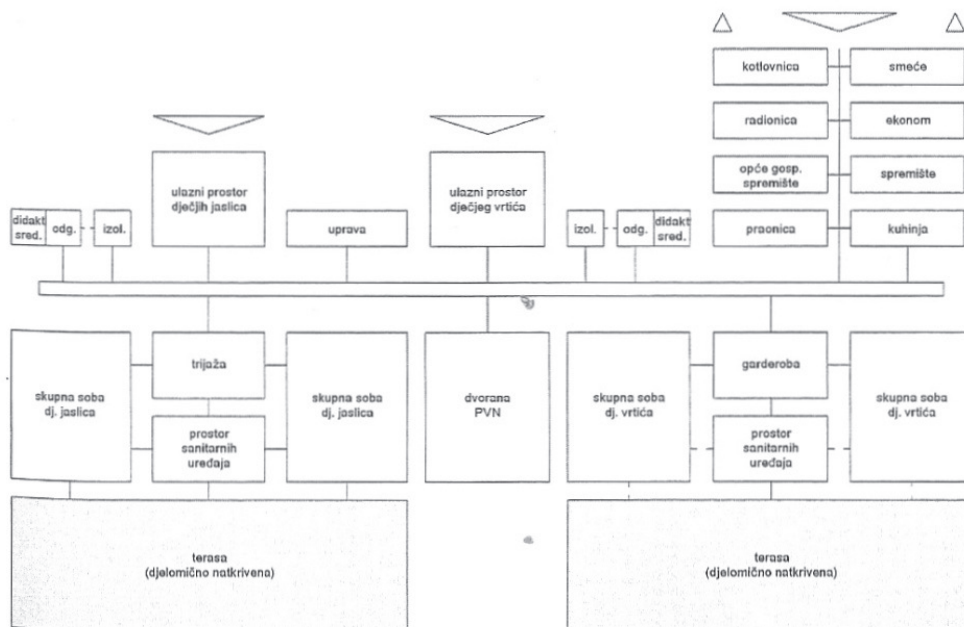 kotlovnica
smeće
radionica
ekonom
opće gosp.
spremište
spremište
praonica
kuhinja
ulazni prostor
dječjih jaslica
ulazni prostor
dječjeg vrtića
didakt
sred.
odg.
izol.
uprava
izol.
odg.
didakt
sred.
skupna soba
dj. jaslica
trijaža
prostor
sanitarnih
uređaja
skupna soba
dj. jaslica
dvorana
PVN
skupna soba
dj. vrtića
garderoba
prostor
sanitarnih
uređaja
skupna soba
dj. vrtića
terasa
(djelomično natkrivena)
terasa
(djelomično natkrivena)